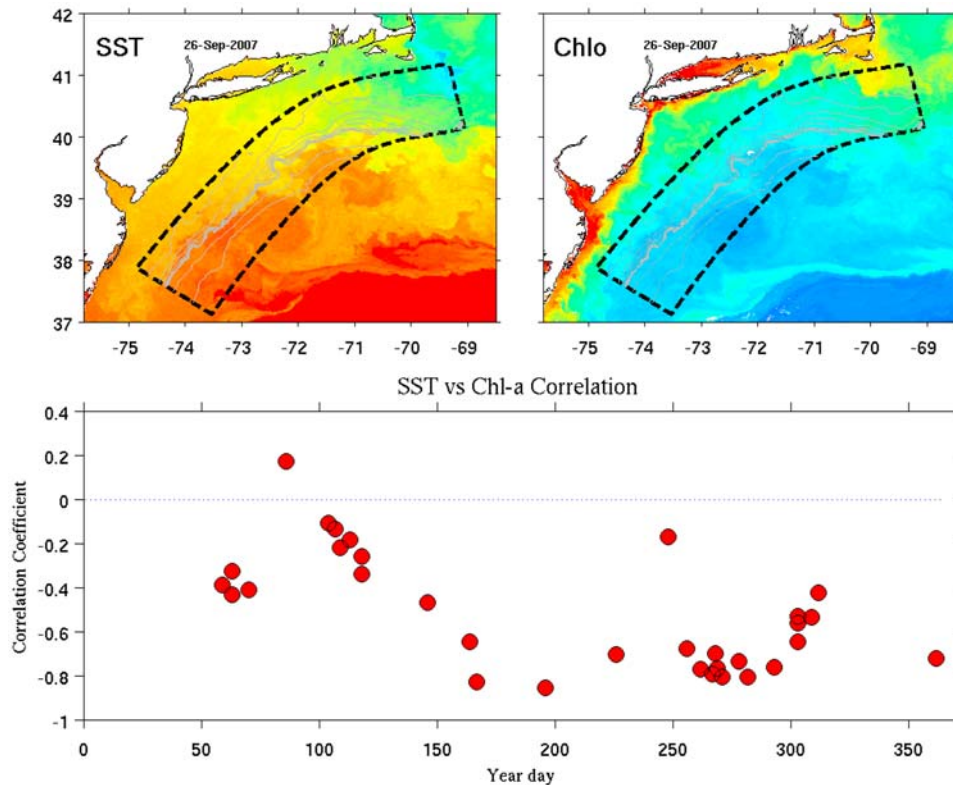 42
41
40
39
38
37
SST
26-Sep-2007
-75 -74 -73 -72 -71 -70 -69
Chlo
26-Sep-2007
-75 -74 -73 -72 -71 -70 -69
SST vs Chl-a Correlation
Correlation Coefficient
0.4
0.2
0
-0.2
-0.4
-0.6
-0.8
-1
0 50 100 150 200 250 300 350
Year day